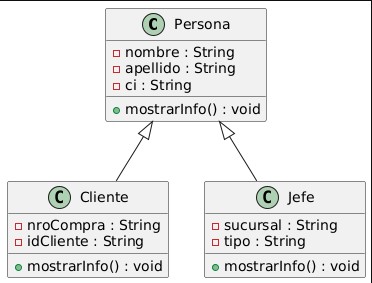 C Persona
nombre : String
apellido : String
ci : String
mostrarInfo() : void
C Cliente
nroCompra : String
idCliente : String
mostrarInfo() : void
C Jefe
sucursal : String
tipo : String
mostrarInfo() : void